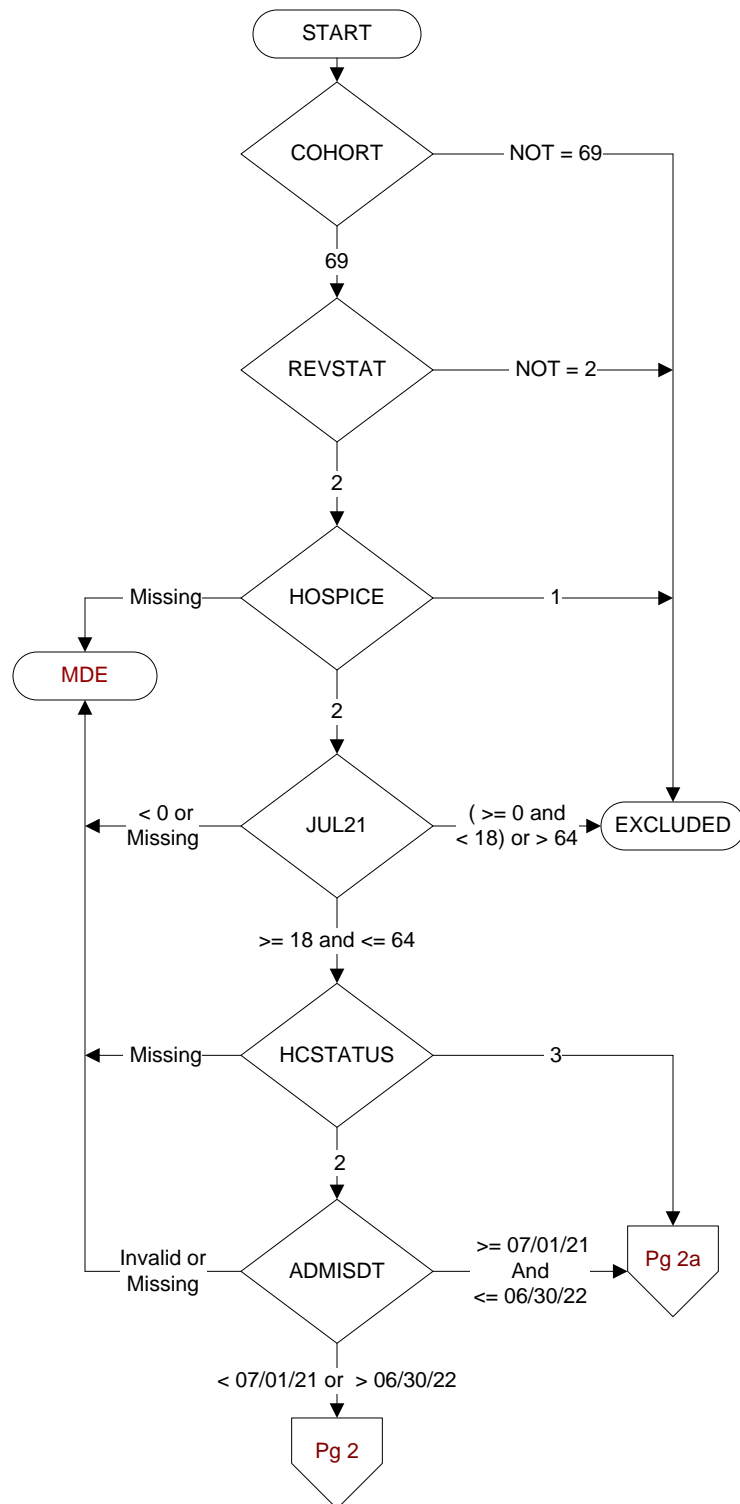 START
COHORT
NOT = 69
69
REVSTAT
NOT = 2
2
Missing
HOSPICE
1
MDE
2
< 0 or
Missing
JUL21
( >= 0 and
< 18) or > 64
EXCLUDED
>= 18 and <= 64
Missing
HCSTATUS
3
2
Invalid or
Missing
ADMISDT
>= 07/01/21
And
<= 06/30/22
Pg 2a
< 07/01/21 or  > 06/30/22
Pg 2